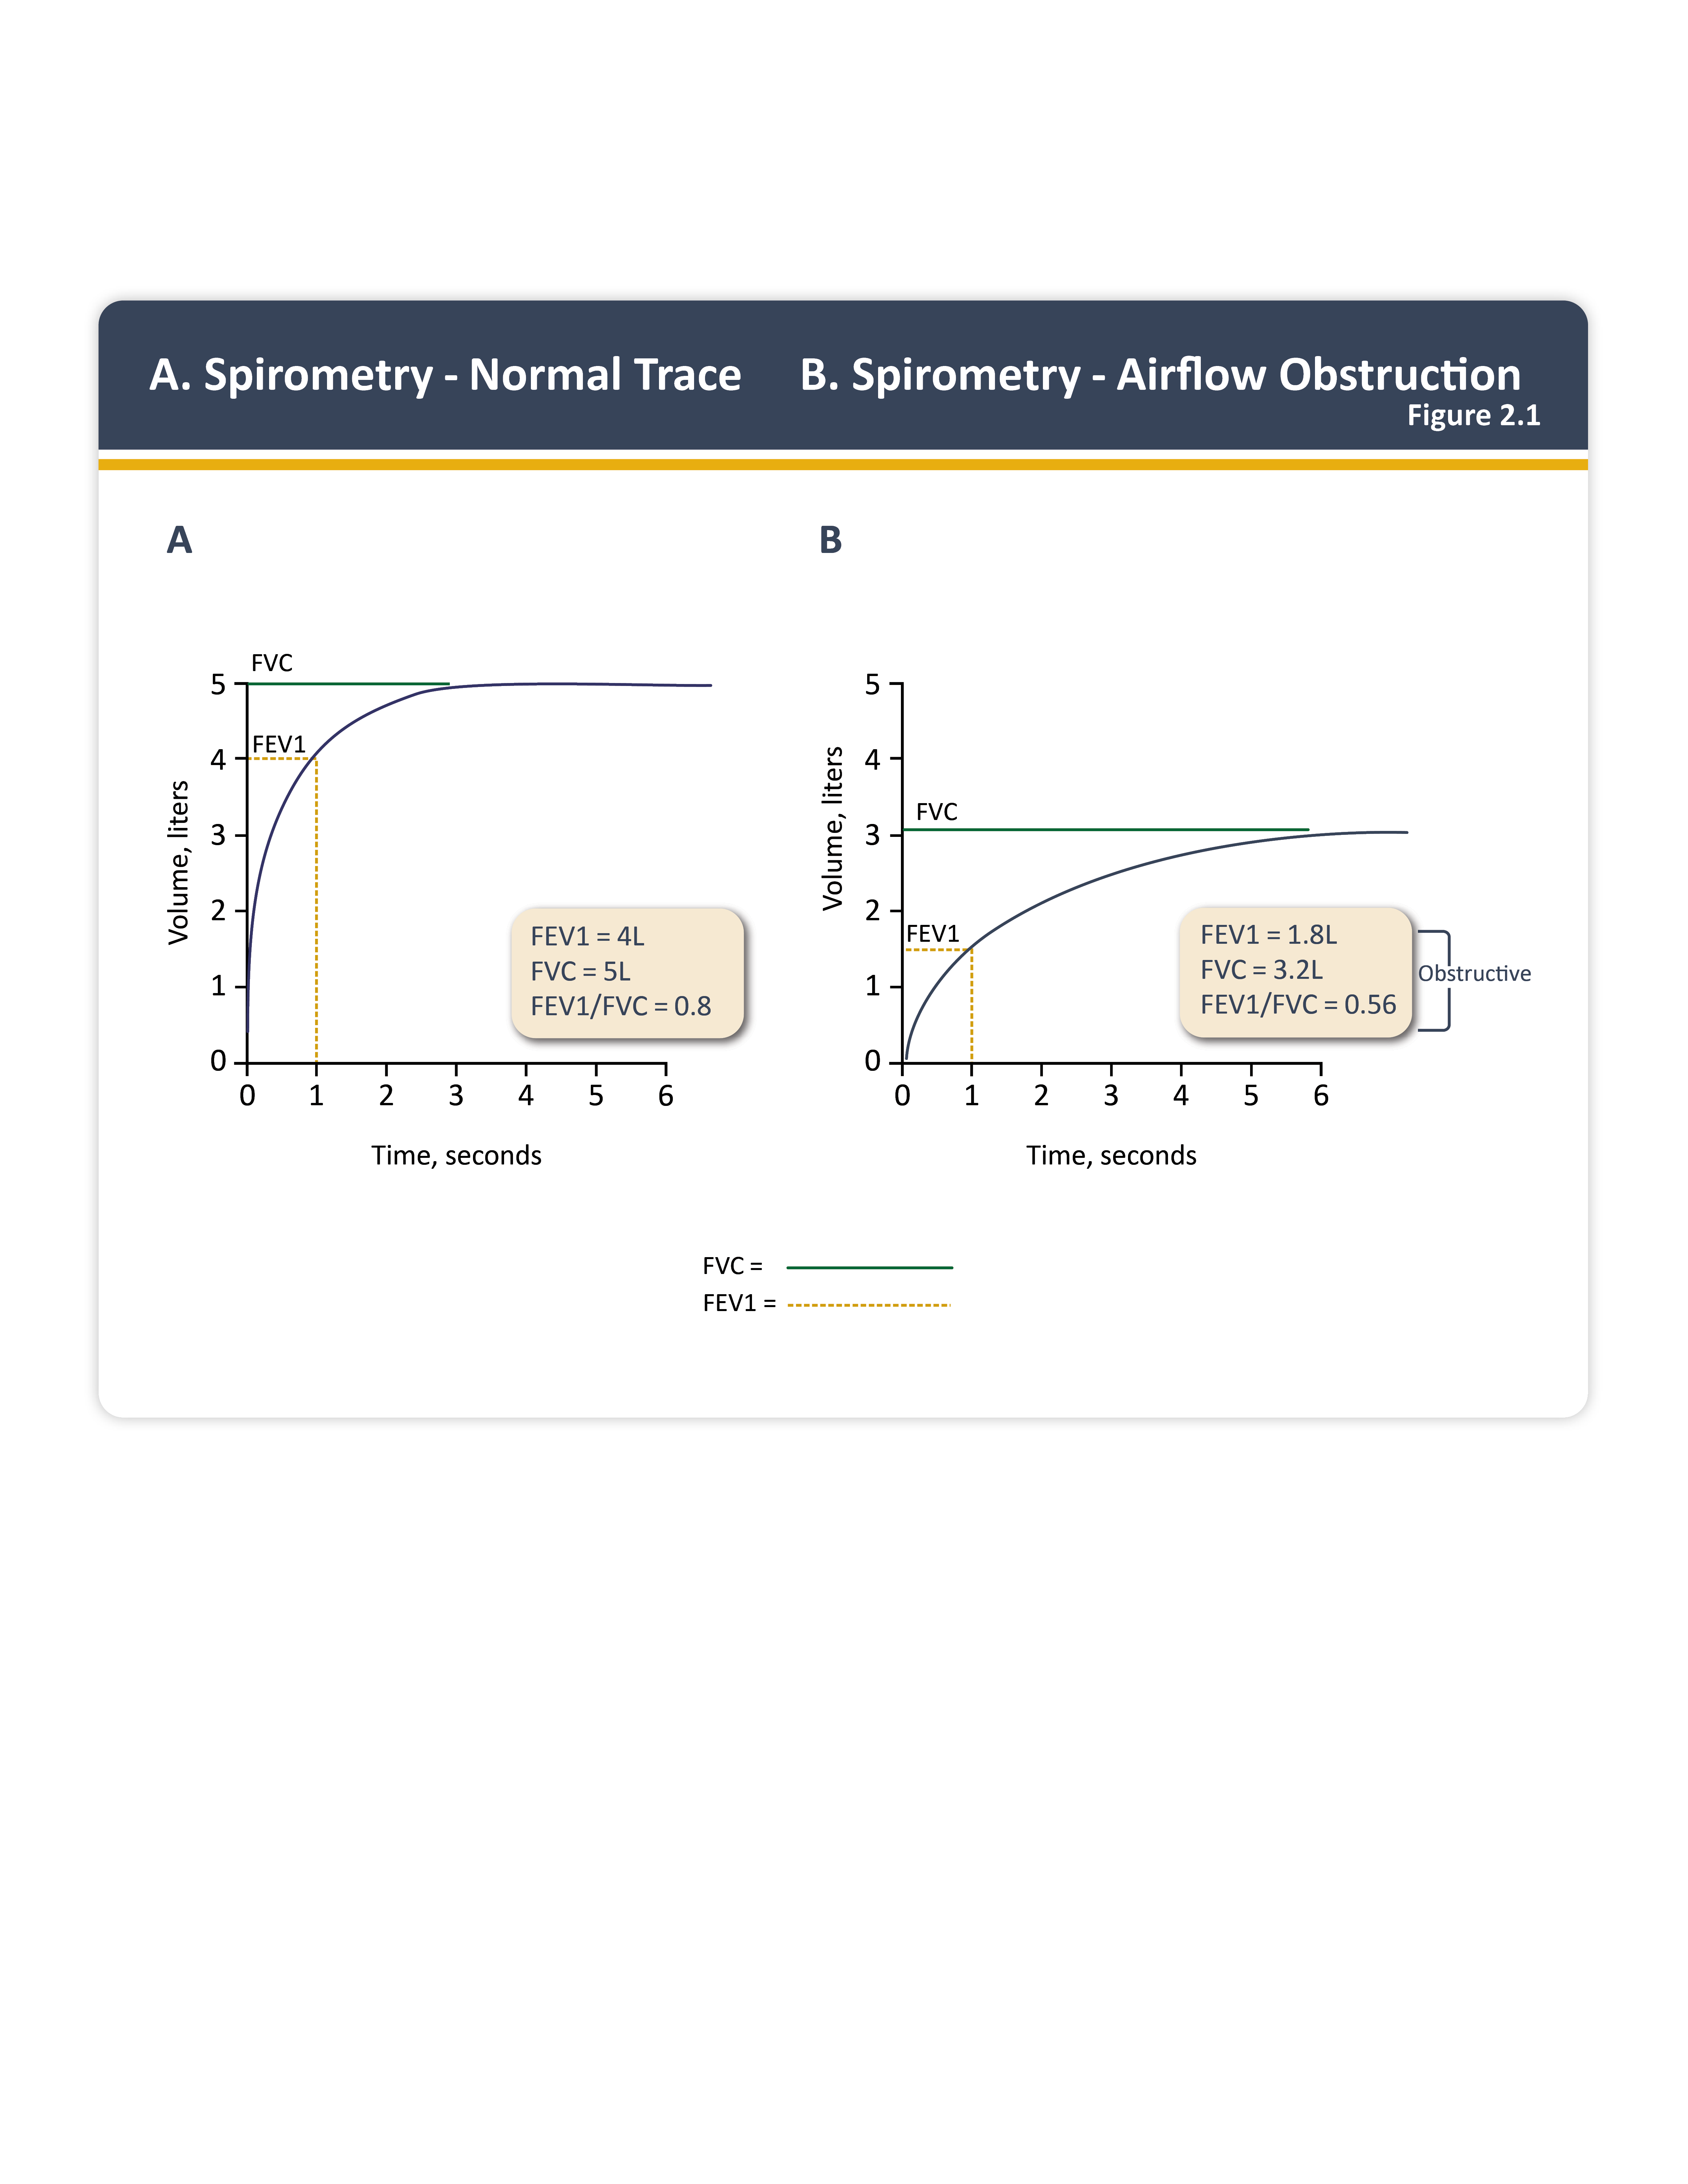 A. Spirometry - Normal Trace
B. Spirometry - Airflow Obstruction
Figure 2.1
A
FVC
5
FEV1
4
3
2
1
0
Volume, liters
FEV1 = 4L
FVC = 5L
FEV1/FVC = 0.8
0 1 2 3 4 5 6
Time, seconds
B
5
4
FVC
3
2
FEV1
1
0
Volume, liters
FEV1 = 1.8L
FVC = 3.2L
FEV1/FVC = 0.56
Obstructive
0 1 2 3 4 5 6
Time, seconds
FVC =
FEV1 =